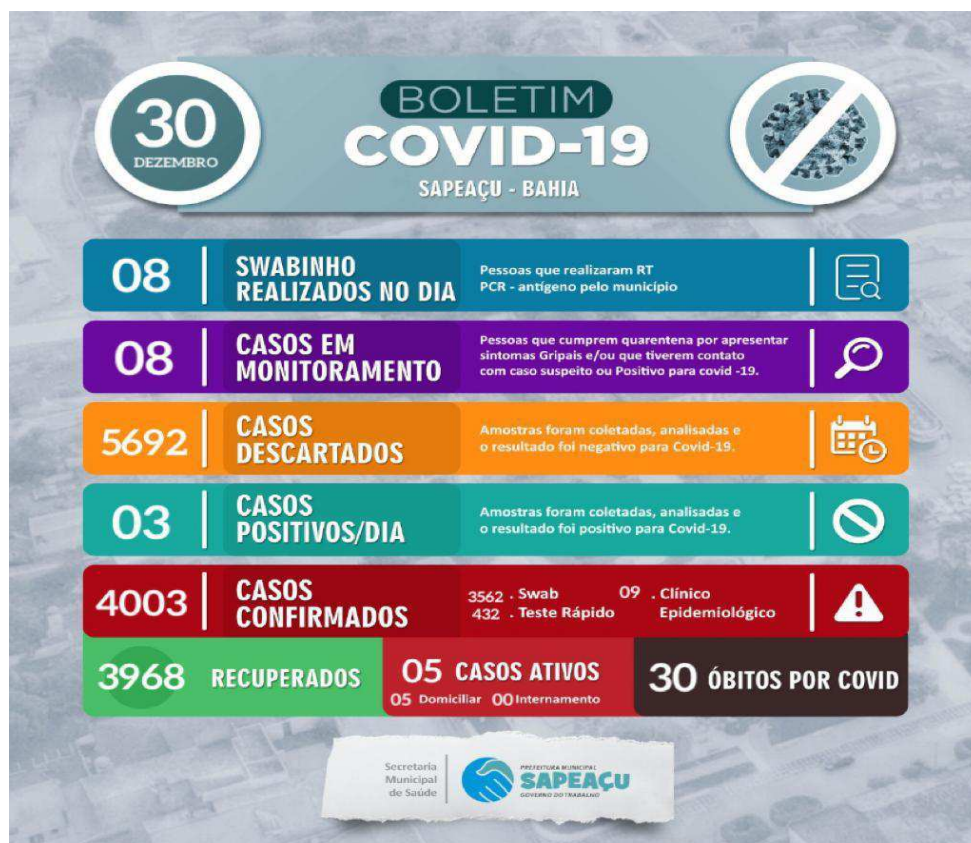 30
DEZEMBRO
BOLETIM
COVID-19
SAPEAÇU - BAHIA
08
SWABINHO
REALIZADOS NO DIA
Pessoas que realizaram RT
PCR - antígeno pelo município
08
CASOS EM
MONITORAMENTO
Pessoas que cumprem quarentena por apresentar
sintomas Gripais e/ou que tiverem contato
com caso suspeito ou Positivo para covid -19.
5692
CASOS
DESCARTADOS
Amostras foram coletadas, analisadas e
o resultado foi negativo para Covid-19.
03
CASOS
POSITIVOS/DIA
Amostras foram coletadas, analisadas e
o resultado foi positivo para Covid-19.
4003
CASOS
CONFIRMADOS
3562 . Swab
432 . Teste Rápido
09 . Clínico
Epidemiológico
3968 RECUPERADOS
05 CASOS ATIVOS
05 Domiciliar 00 Internamento
30 ÓBITOS POR COVID
Secretaria
Municipal
de Saúde
PREFEITURA MUNICIPAL
SAPEAÇU
GOVERNO DO TRABALHO